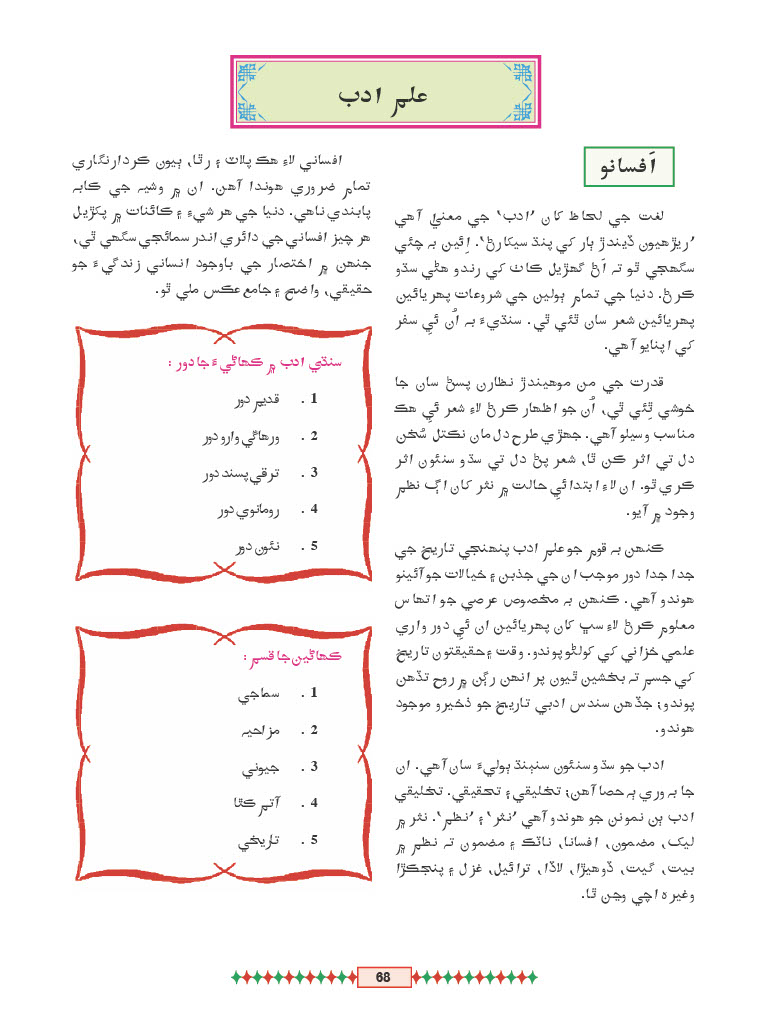 علم ادب
اَفسانو
لغت جي لحاظ کان ’ادب‘ جي معنيٰ آهي
’ريڙهيون ڏيندڙ ٻار کي پنڌ سيکارڻ‘. اِئين به چئي
سگهجي ٿو ته اَڻ گهڙيل ڪاٺ کي رندو هڻي سڌو
ڪرڻ. دنيا جي تمام ٻولين جي شروعات پهريائين
پهريائين شعر سان ٿئي ٿي. سنڌيءَ به اُن ئي سفر
کي اپنايو آهي.
قدرت جي من موهيندڙ نظارن پسڻ سان جا
خوشي ٿِئي ٿي، اُن جو اظهار ڪرڻ لاءِ شعر ئي هڪ
مناسب وسيلو آهي. جهڙي طرح دل مان نڪتل سُخن
دل تي اثر ڪن ٿا، شعر پڻ دل تي سڌو سنئون اثر
ڪري ٿو. ان لاءِ ابتدائي حالت ۾ نثر کان اڳ نظم
وجود ۾ آيو.
ڪنهن به قوم جو علم ادب پنهنجي تاريخ جي
جدا جدا دور موجب ان جي جذبن ۽ خيالات جو آئينو
هوندو آهي. ڪنهن به مخصوص عرصي جو اتهاس
معلوم ڪرڻ لاءِ سڀ کان پهريائين ان ئي دور واري
علمي خزاني کي کولڻو پوندو. وقت ۽ حقيقتون تاريخ
کي جسم ته بخشين ٿيون پر انهن رڳن ۾ روح تڏهن
پوندو؛ جڏهن سندس ادبي تاريخ جو ذخيرو موجود
هوندو.
ادب جو سڌو سنئون سنٻنڌ ٻوليءَ سان آهي. ان
جا به وري ٻه حصا آهن؛ تخليقي ۽ تحقيقي. تخليقي
ادب ٻن نمونن جو هوندو آهي ’نثر‘ ۽ ’نظم‘. نثر ۾
ليک، مضمون، افسانا، ناٽڪ ۽ مضمون ته نظم ۾
بيت، گيت، ڏوهيڙا، لاڏا، ترائيل، غزل ۽ پنجڪڙا
وغيره اچي وڃن ٿا.
افساني لاءِ هڪ پلاٽ ۽ رٿا، ٻيون ڪردارنگاري
تمام ضروري هوندا آهن. ان ۾ وشيه جي ڪابه
پابندي ناهي. دنيا جي هر شيءِ ۽ ڪائنات ۾ پکڙيل
هر چيز افساني جي دائري اندر سمائجي سگهي ٿي،
جنهن ۾ اختصار جي باوجود انساني زندگيءَ جو
حقيقي، واضح ۽ جامع عڪس ملي ٿو.
سنڌي ادب ۾ ڪهاڻيءَ جا دور :
1 . قديم دور
2 . ورهاڱي وارو دور
3 . ترقي پسند دور
4 . رومانوي دور
5 . نئون دور
ڪهاڻين جا قسم :
1 . سماجي
2 . مزاحيه
3 . جيوني
4 . آتم ڪٿا
5 . تاريخي
68